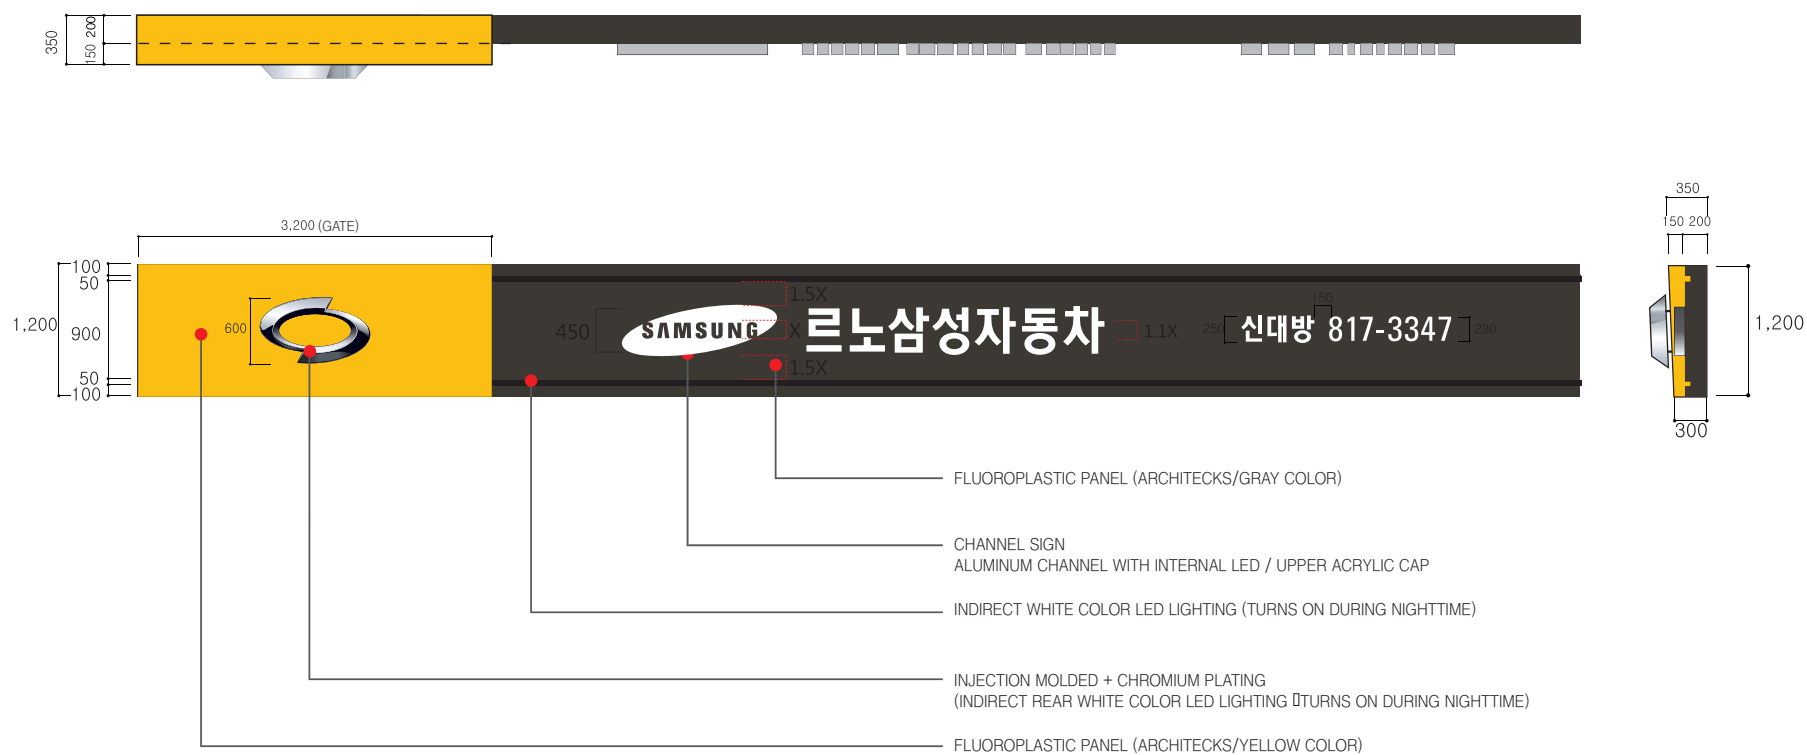 350
200
150
3,200 (GATE)
350
150 200
100
50
1,200
900
50
100
600
450
SAMSUNG
르노삼성자동차
1.5X
X
1.5X
1.1X
150
250
신대방 817-3347
230
1,200
300
FLUOROPLASTIC PANEL (ARCHITECKS/GRAY COLOR)
CHANNEL SIGN
ALUMINUM CHANNEL WITH INTERNAL LED / UPPER ACRYLIC CAP
INDIRECT WHITE COLOR LED LIGHTING (TURNS ON DURING NIGHTTIME)
INJECTION MOLDED + CHROMIUM PLATING
(INDIRECT REAR WHITE COLOR LED LIGHTING ▯TURNS ON DURING NIGHTTIME)
FLUOROPLASTIC PANEL (ARCHITECKS/YELLOW COLOR)